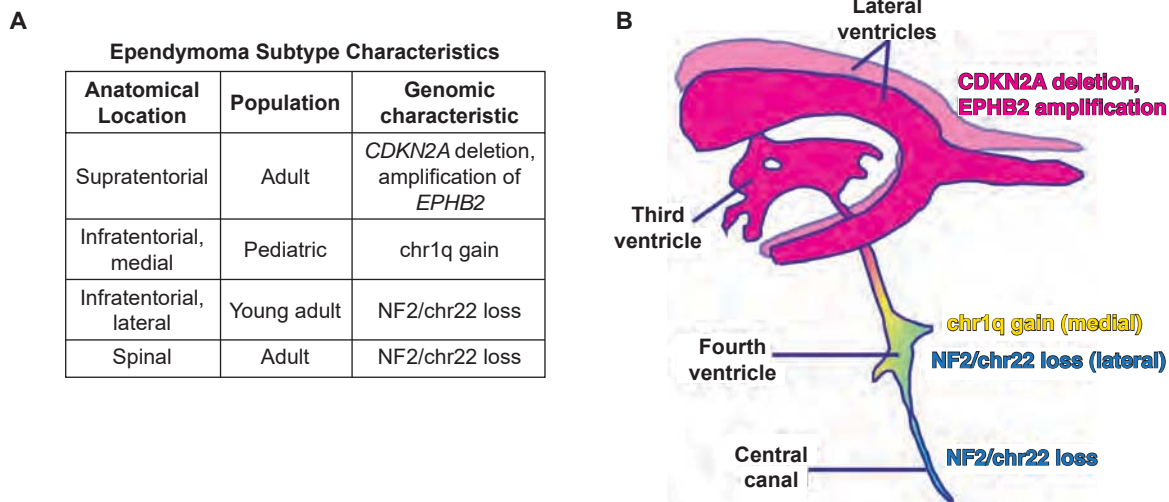 A
Ependymoma Subtype Characteristics
Anatomical
Location
Population
Genomic
characteristic
Supratentorial
Adult
CDKN2A deletion,
amplification of
EPHB2
Infratentorial,
medial
Pediatric
chr1q gain
Infratentorial,
lateral
Young adult
NF2/chr22 loss
Spinal
Adult
NF2/chr22 loss
B
Lateral
ventricles
CDKN2A deletion,
EPHB2 amplification
Third
ventricle
chr1q gain (medial)
Fourth
ventricle
NF2/chr22 loss (lateral)
Central
canal
NF2/chr22 loss